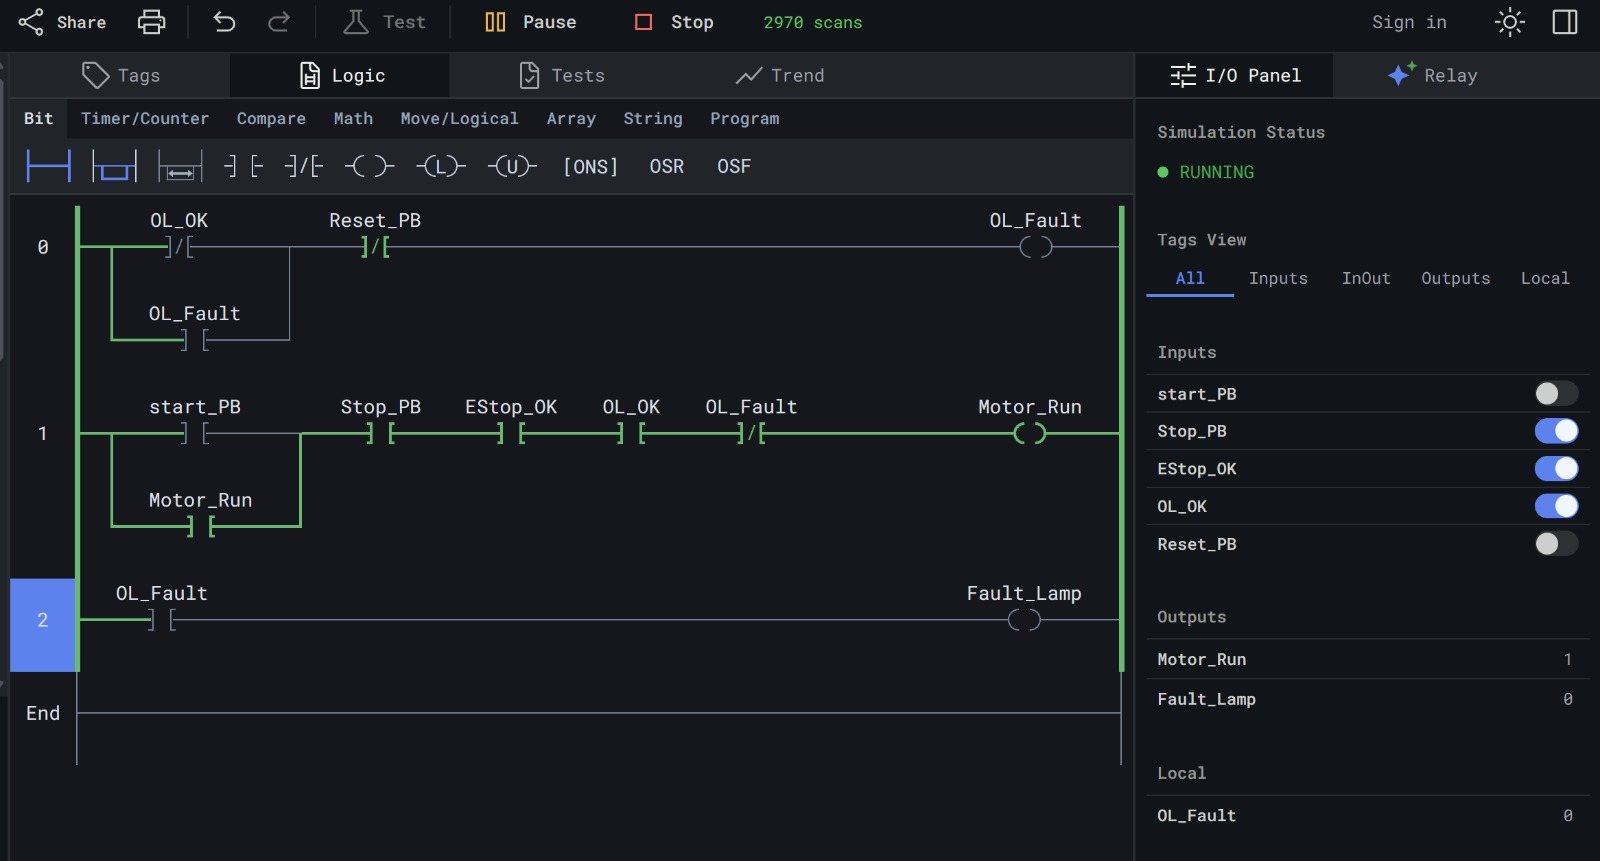 Share Test Pause Stop 2970 scans Sign in
Tags Logic Tests Trend I/O Panel Relay
Bit Timer/Counter Compare Math Move/Logical Array String Program
] [ ]/[ ( ) (L) (U) [ONS] OSR OSF
0
OL_OK Reset_PB OL_Fault
]/[ ]/[ ( )
OL_Fault
] [
1
start_PB Stop_PB EStop_OK OL_OK OL_Fault Motor_Run
] [ ] [ ] [ ] [ ]/[ ( )
Motor_Run
] [
2
OL_Fault Fault_Lamp
] [ ( )
End
Simulation Status
RUNNING
Tags View
All Inputs InOut Outputs Local
Inputs
start_PB
Stop_PB
EStop_OK
OL_OK
Reset_PB
Outputs
Motor_Run 1
Fault_Lamp 0
Local
OL_Fault 0